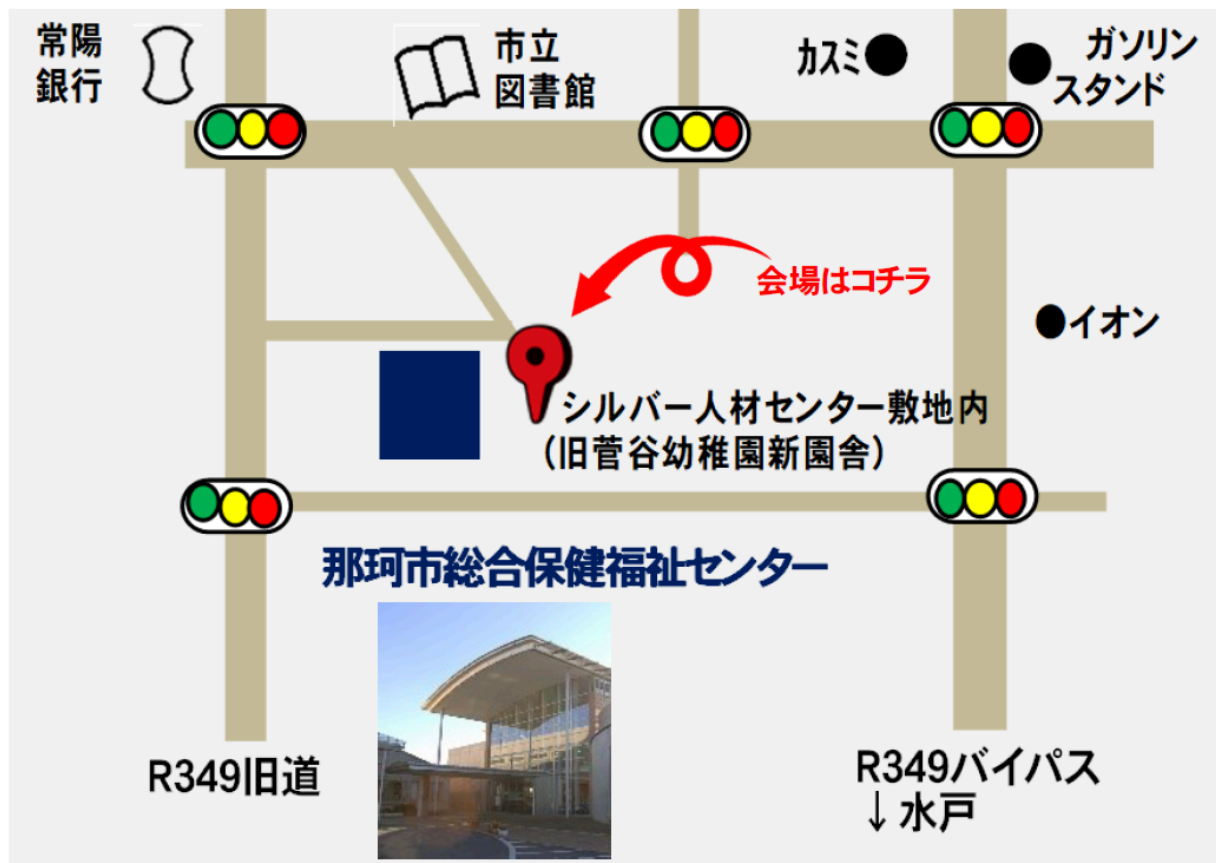 常陽
銀行
市立
図書館
カスミ
ガソリン
スタンド
会場はコチラ
イオン
シルバー人材センター敷地内
（旧菅谷幼稚園新園舎）
那珂市総合保健福祉センター
R349旧道
R349バイパス
↓水戸